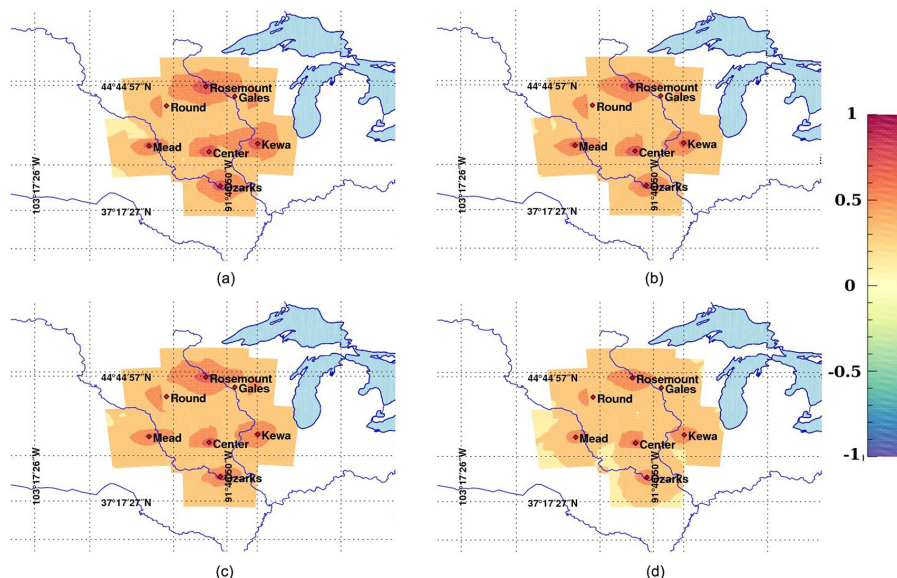 44°44′57″N
Rosemount
Gales
Round
Mead
Center
Kewa
Ozarks
103°17′26″W
91°40′50″W
37°17′27″N
(a)
44°44′57″N
Rosemount
Gales
Round
Mead
Center
Kewa
Ozarks
103°17′26″W
91°40′50″W
37°17′27″N
(b)
1
0.5
0
-0.5
-1
44°44′57″N
Rosemount
Gales
Round
Mead
Center
Kewa
Ozarks
103°17′26″W
91°40′50″W
37°17′27″N
(c)
44°44′57″N
Rosemount
Gales
Round
Mead
Center
Kewa
Ozarks
103°17′26″W
91°40′50″W
37°17′27″N
(d)